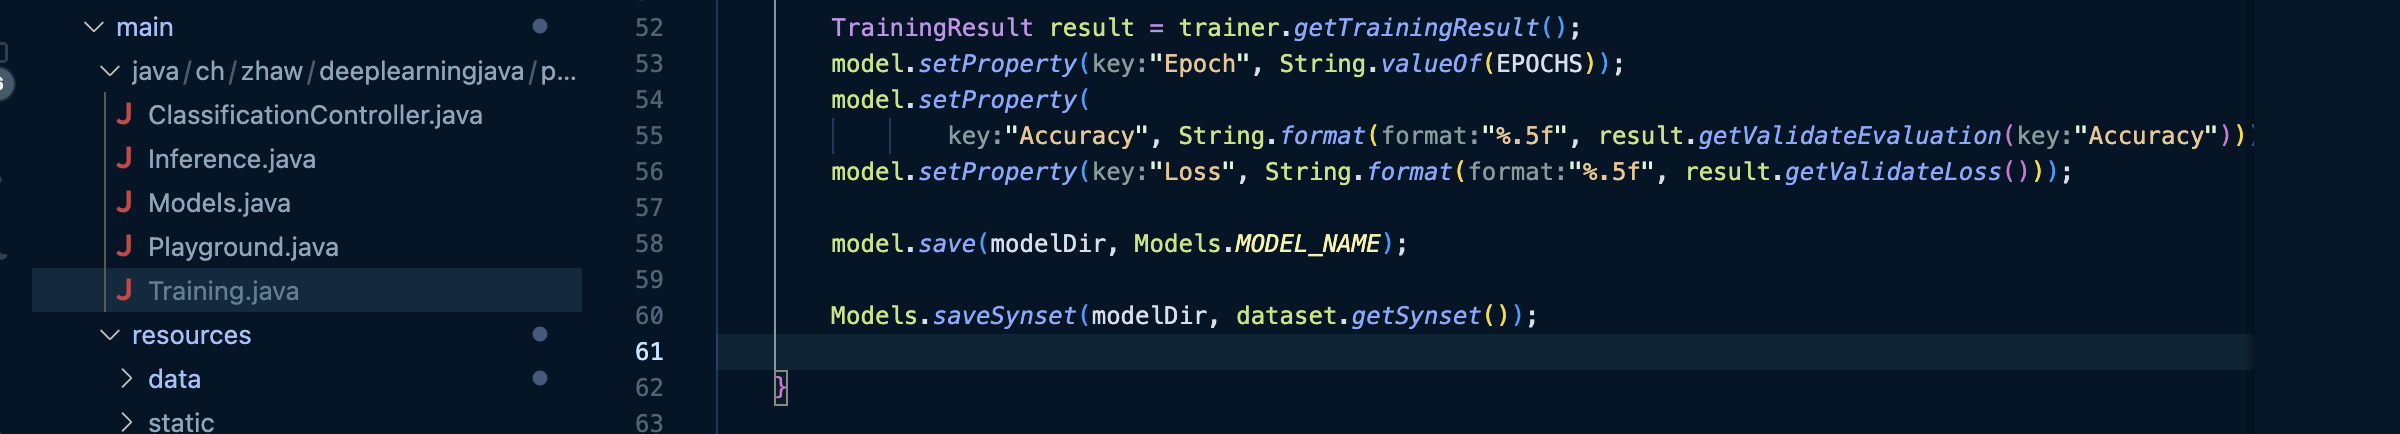 main
java/ch/zhaw/deeplearningjava/p...
J ClassificationController.java
J Inference.java
J Models.java
J Playground.java
J Training.java
resources
data
static
52 TrainingResult result = trainer.getTrainingResult();
53 model.setProperty(key:"Epoch", String.valueOf(EPOCHS));
54 model.setProperty(
55 key:"Accuracy", String.format(format:"%.5f", result.getValidateEvaluation(key:"Accuracy"))
56 model.setProperty(key:"Loss", String.format(format:"%.5f", result.getValidateLoss()));
57
58 model.save(modelDir, Models.MODEL_NAME);
59
60 Models.saveSynset(modelDir, dataset.getSynset());
61
62 }
63